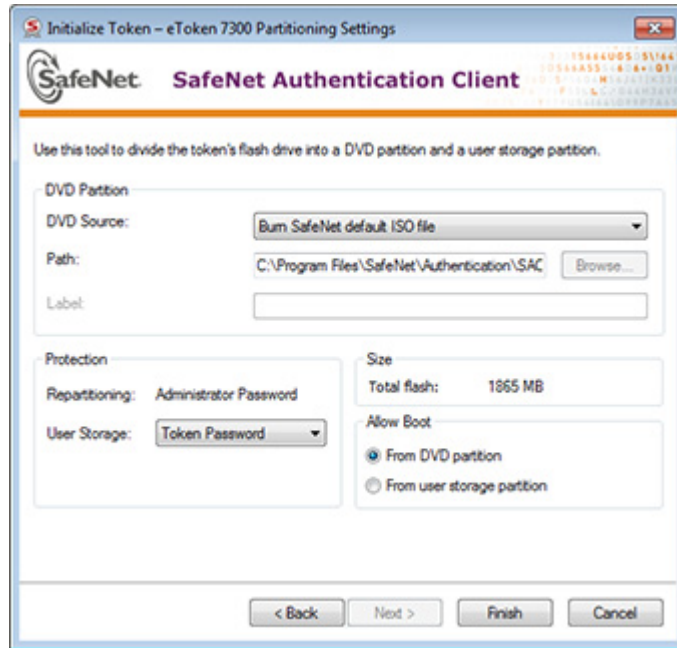 Initialize Token – eToken 7300 Partitioning Settings
SafeNet. SafeNet Authentication Client
Use this tool to divide the token's flash drive into a DVD partition and a user storage partition.
DVD Partition
DVD Source: Burn SafeNet default ISO file
Path: C:\Program Files\SafeNet\Authentication\SAC Browse...
Label:
Protection
Repartitioning: Administrator Password
User Storage: Token Password
Size
Total flash: 1865 MB
Allow Boot
From DVD partition
From user storage partition
< Back Next > Finish Cancel